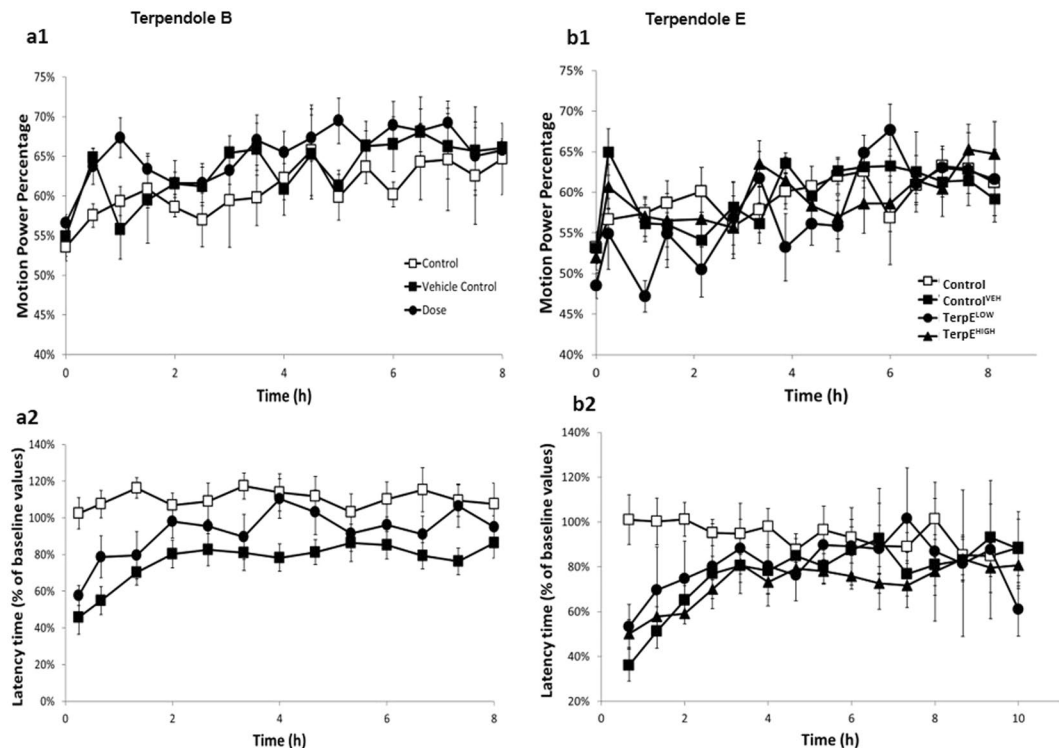 Terpendole B
Terpendole E
a1
Motion Power Percentage
75%
70%
65%
60%
55%
50%
45%
40%
0 2 4 6 8
Time (h)
Control
Vehicle Control
Dose
b1
Motion Power Percentage
75%
70%
65%
60%
55%
50%
45%
40%
0 2 4 6 8
Time (h)
Control
Control^VEH
TerpE^LOW
TerpE^HIGH
a2
Latency time (% of baseline values)
140%
120%
100%
80%
60%
40%
20%
0%
0 2 4 6 8
Time (h)
b2
Latency time (% of baseline values)
140%
120%
100%
80%
60%
40%
20%
0 2 4 6 8 10
Time (h)